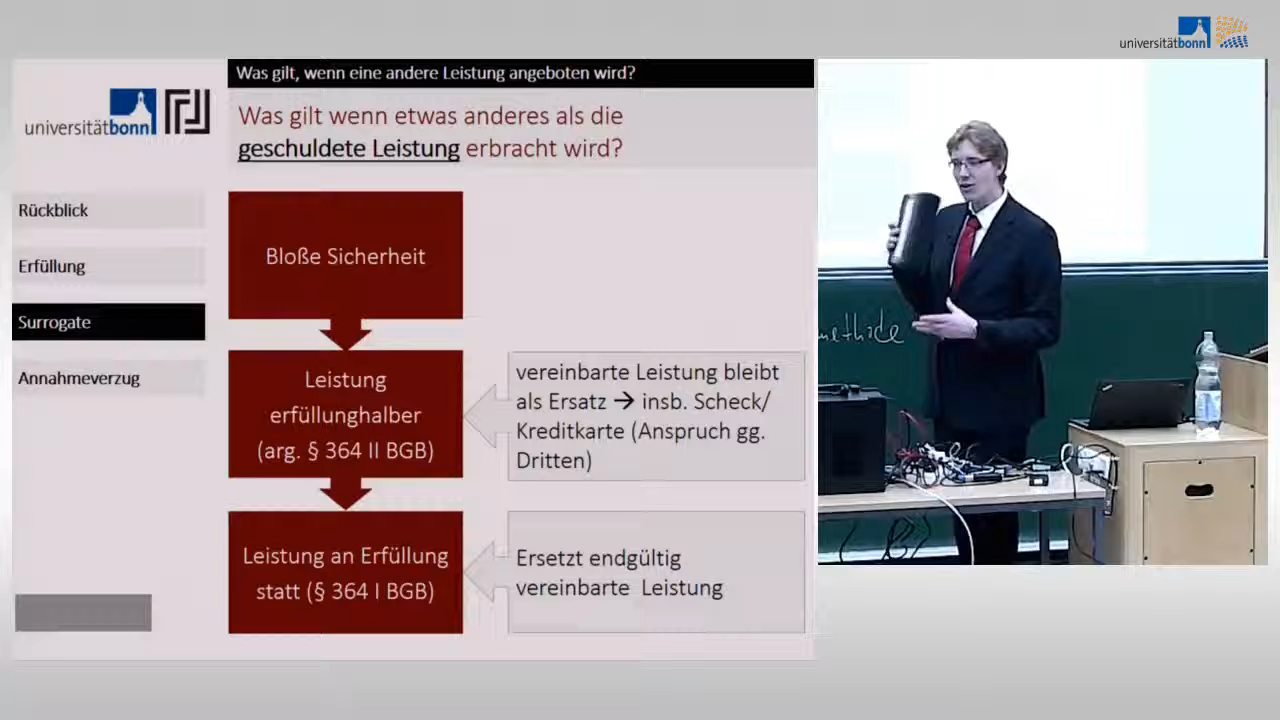 universitätbonn
Was gilt, wenn eine andere Leistung angeboten wird?
universitätbonn
Was gilt wenn etwas anderes als die
geschuldete Leistung erbracht wird?
Rückblick
Erfüllung
Surrogate
Annahmeverzug
Bloße Sicherheit
Leistung
erfüllunghalber
(arg. § 364 II BGB)
vereinbarte Leistung bleibt
als Ersatz → insb. Scheck/
Kreditkarte (Anspruch gg.
Dritten)
Leistung an Erfüllung
statt (§ 364 I BGB)
Ersetzt endgültig
vereinbarte Leistung
methode